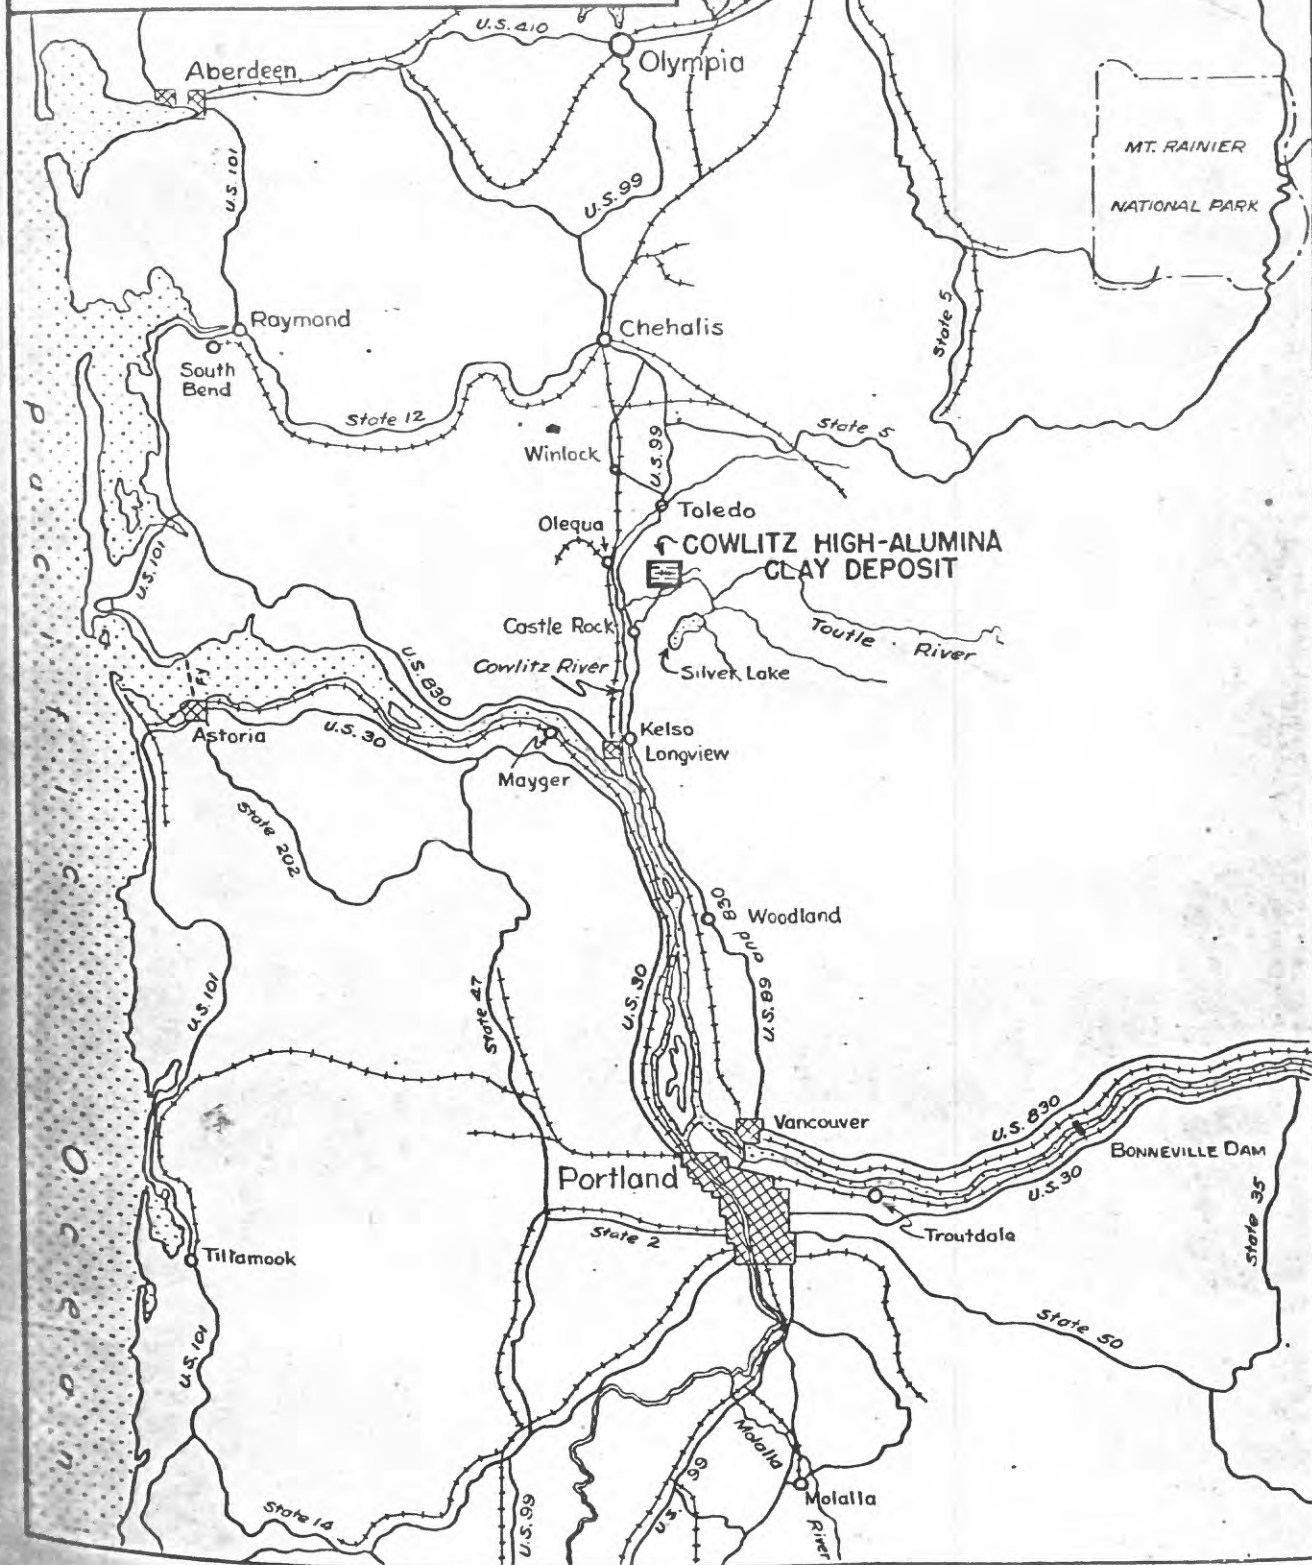 U.S. 410
Olympia
Aberdeen
MT. RAINIER
NATIONAL PARK
U.S. 101
U.S. 99
Raymond
Chehalis
State 5
South
Bend
State 12
State 5
Winlock
U.S. 99
Toledo
Olequa
COWLITZ HIGH-ALUMINA
CLAY DEPOSIT
U.S. 101
Castle Rock
Toutle River
Cowlitz River
Silver Lake
U.S. 830
Fy
Astoria
U.S. 30
Kelso
Longview
Mayger
State 202
Woodland
U.S. 89 and 830
U.S. 101
State 47
U.S. 30
Vancouver
U.S. 830
BONNEVILLE DAM
Portland
U.S. 30
State 35
State 2
Troutdale
Tillamook
State 50
U.S. 101
Molalla River
U.S. 99
Molalla
State 14
U.S. 99
Pacific Ocean